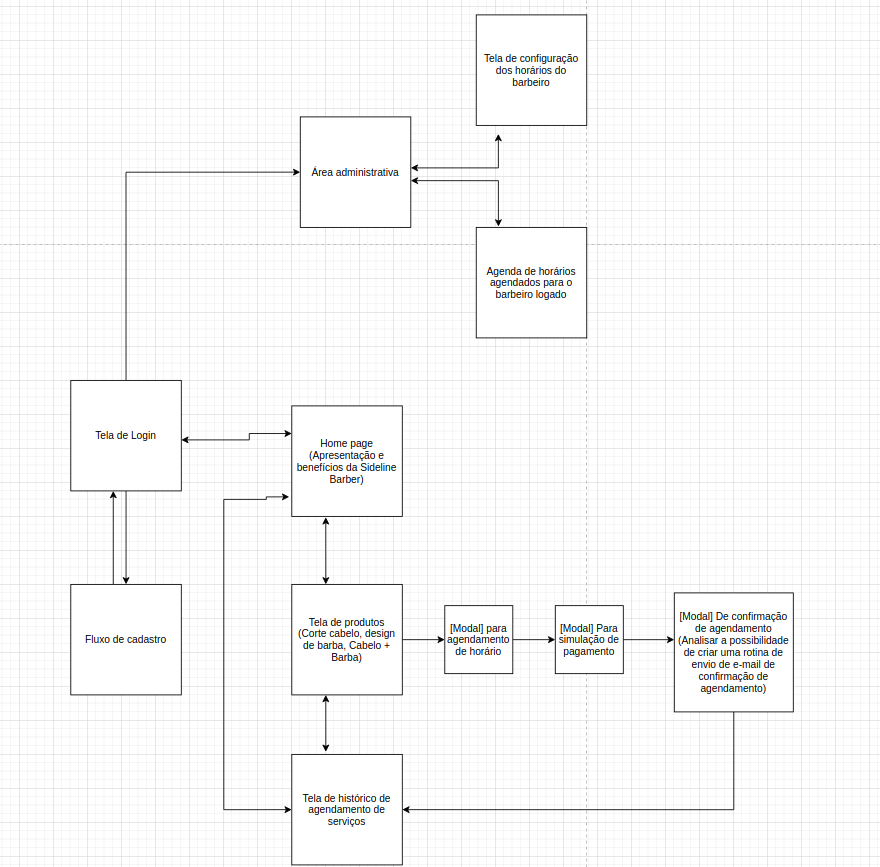 Tela de configuração
dos horários do
barbeiro
Área administrativa
Agenda de horários
agendados para o
barbeiro logado
Tela de Login
Home page
(Apresentação e
benefícios da Sideline
Barber)
Fluxo de cadastro
Tela de produtos
(Corte cabelo, design
de barba, Cabelo +
Barba)
[Modal] para
agendamento
de horário
[Modal] Para
simulação de
pagamento
[Modal] De confirmação
de agendamento
(Analisar a possibilidade
de criar uma rotina de
envio de e-mail de
confirmação de
agendamento)
Tela de histórico de
agendamento de
serviços